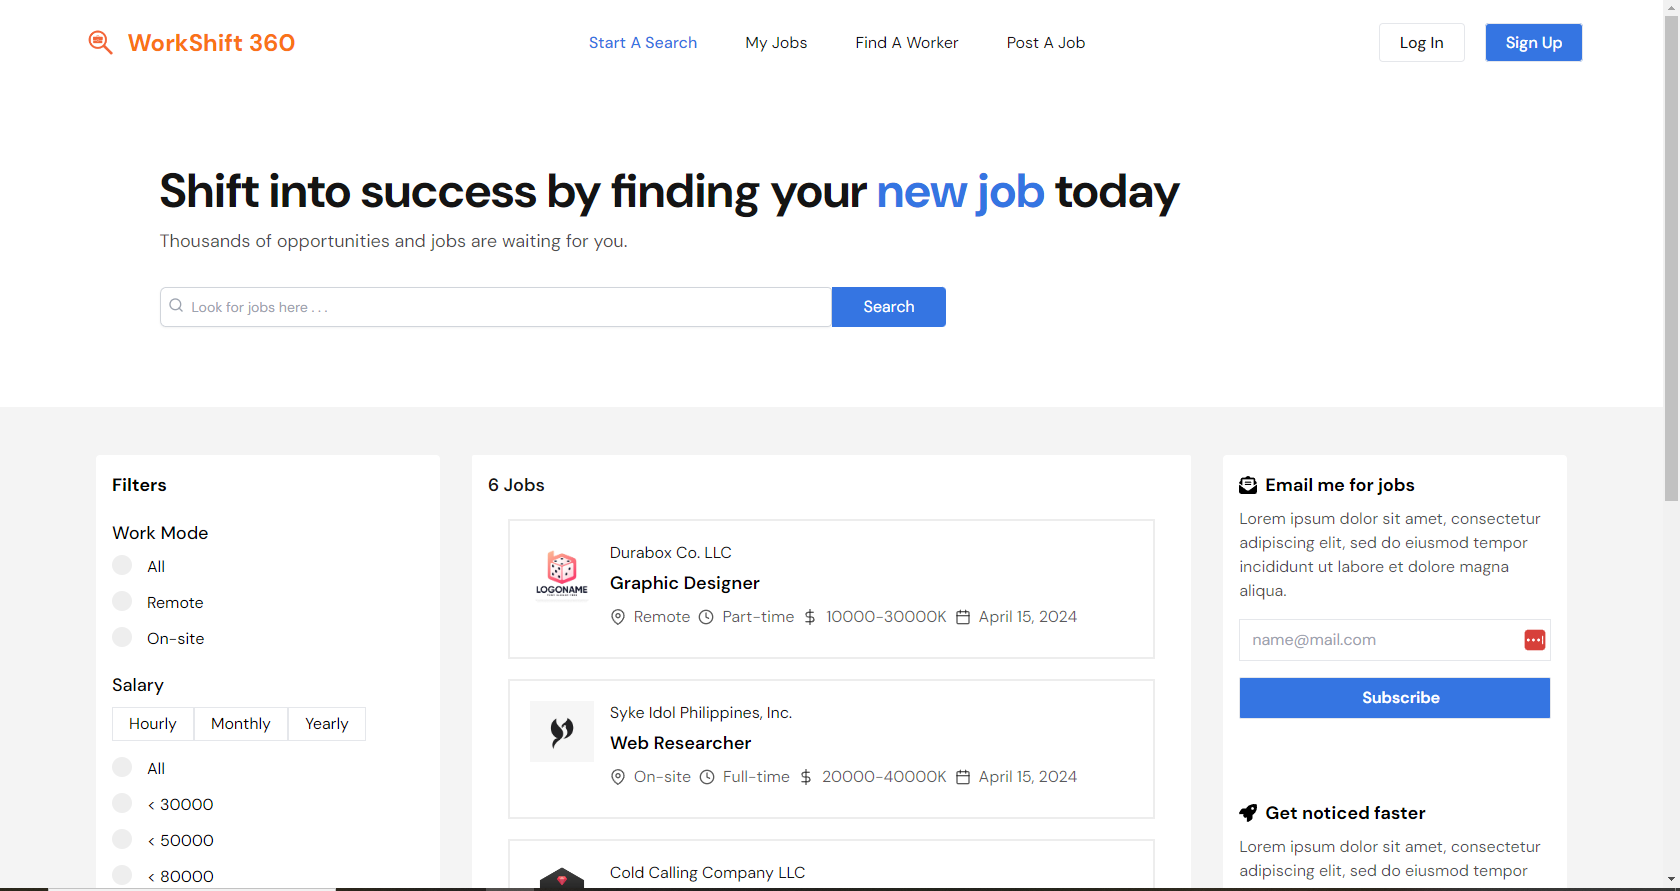 WorkShift 360
Start A Search
My Jobs
Find A Worker
Post A Job
Log In
Sign Up
Shift into success by finding your new job today
Thousands of opportunities and jobs are waiting for you.
Look for jobs here . . .
Search
Filters
Work Mode
All
Remote
On-site
Salary
Hourly
Monthly
Yearly
All
< 30000
< 50000
< 80000
6 Jobs
LOGONAME
Durabox Co. LLC
Graphic Designer
Remote
Part-time
$ 10000-30000K
April 15, 2024
Syke Idol Philippines, Inc.
Web Researcher
On-site
Full-time
$ 20000-40000K
April 15, 2024
Cold Calling Company LLC
Email me for jobs
Lorem ipsum dolor sit amet, consectetur
adipiscing elit, sed do eiusmod tempor
incididunt ut labore et dolore magna
aliqua.
name@mail.com
Subscribe
Get noticed faster
Lorem ipsum dolor sit amet, consectetur
adipiscing elit, sed do eiusmod tempor